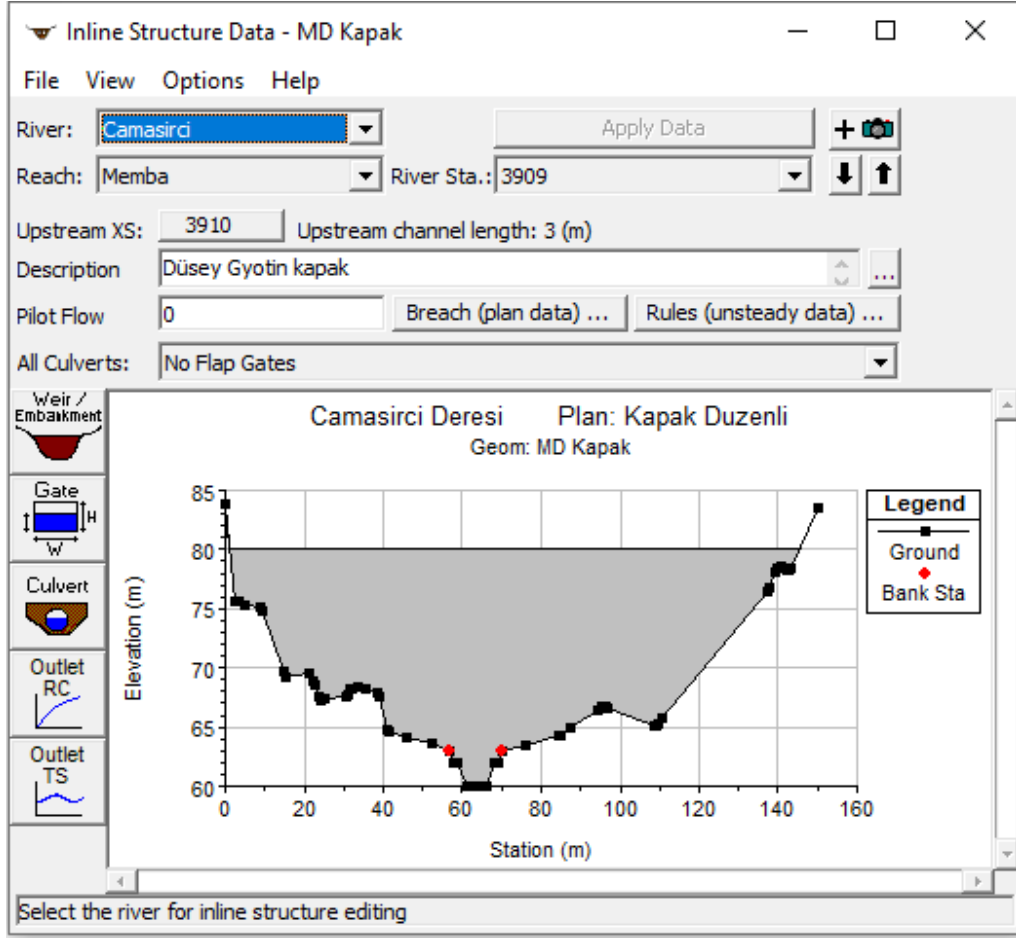 Inline Structure Data - MD Kapak
File View Options Help
River: Camasirci Apply Data
Reach: Memba River Sta.: 3909
Upstream XS: 3910 Upstream channel length: 3 (m)
Description Düsey Gyotin kapak ...
Pilot Flow 0 Breach (plan data) ... Rules (unsteady data) ...
All Culverts: No Flap Gates
Weir / Embankment
Gate
H
W
Culvert
Outlet RC
Outlet TS
Camasirci Deresi Plan: Kapak Duzenli
Geom: MD Kapak
Elevation (m)
85
80
75
70
65
60
0 20 40 60 80 100 120 140 160
Station (m)
Legend
Ground
Bank Sta
Select the river for inline structure editing